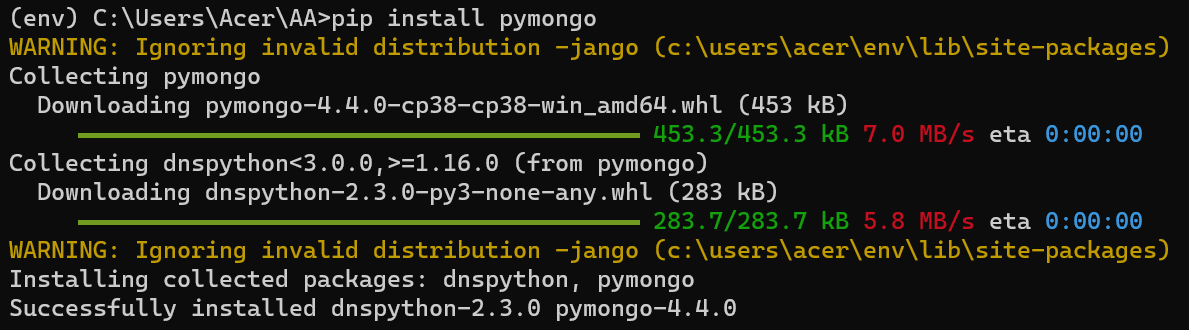 (env) C:\Users\Acer\AA>pip install pymongo
WARNING: Ignoring invalid distribution -jango (c:\users\acer\env\lib\site-packages)
Collecting pymongo
  Downloading pymongo-4.4.0-cp38-cp38-win_amd64.whl (453 kB)
     453.3/453.3 kB 7.0 MB/s eta 0:00:00
Collecting dnspython<3.0.0,>=1.16.0 (from pymongo)
  Downloading dnspython-2.3.0-py3-none-any.whl (283 kB)
     283.7/283.7 kB 5.8 MB/s eta 0:00:00
WARNING: Ignoring invalid distribution -jango (c:\users\acer\env\lib\site-packages)
Installing collected packages: dnspython, pymongo
Successfully installed dnspython-2.3.0 pymongo-4.4.0